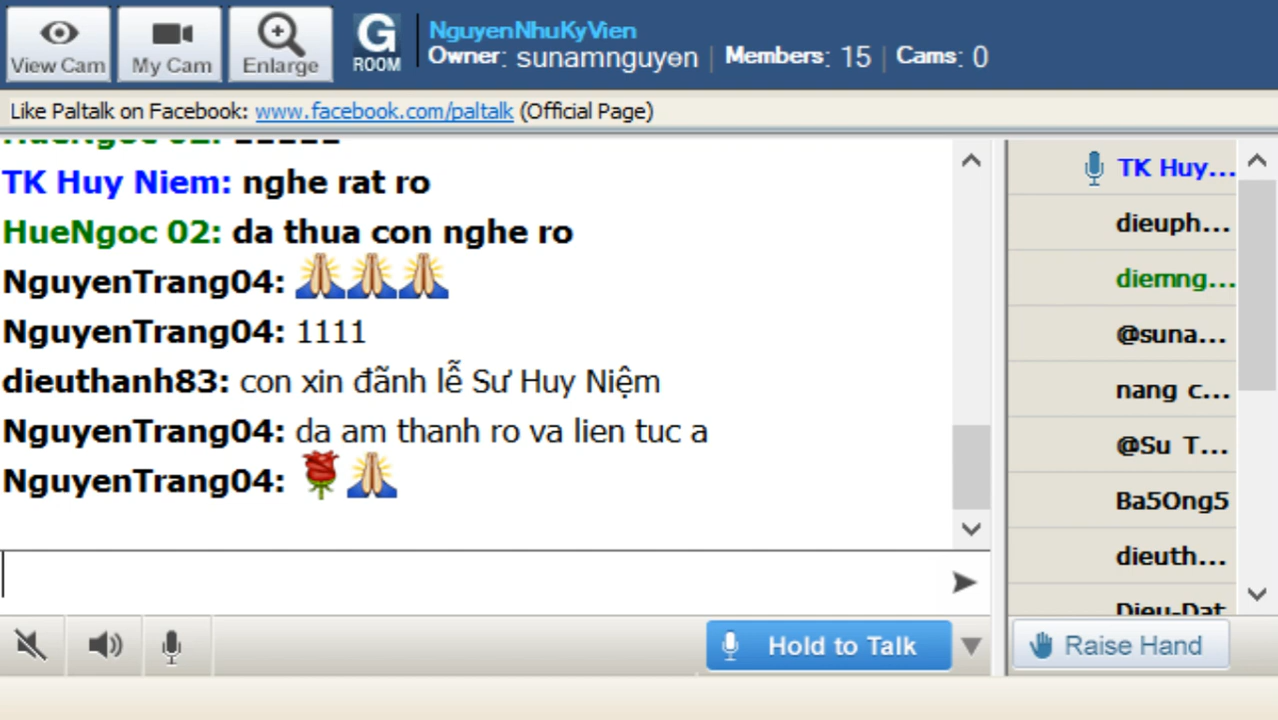 View Cam
My Cam
Enlarge
G
ROOM
NguyenNhuKyVien
Owner: sunamnguyen | Members: 15 | Cams: 0
Like Paltalk on Facebook: www.facebook.com/paltalk (Official Page)
TK Huy Niem: nghe rat ro
HueNgoc 02: da thua con nghe ro
NguyenTrang04:
NguyenTrang04: 1111
dieuthanh83: con xin đãnh lễ Sư Huy Niệm
NguyenTrang04: da am thanh ro va lien tuc a
NguyenTrang04:
Hold to Talk
TK Huy...
dieuph...
diemng...
@suna...
nang c...
@Su T...
Ba5Ong5
dieuth...
Dieu-Dat
Raise Hand